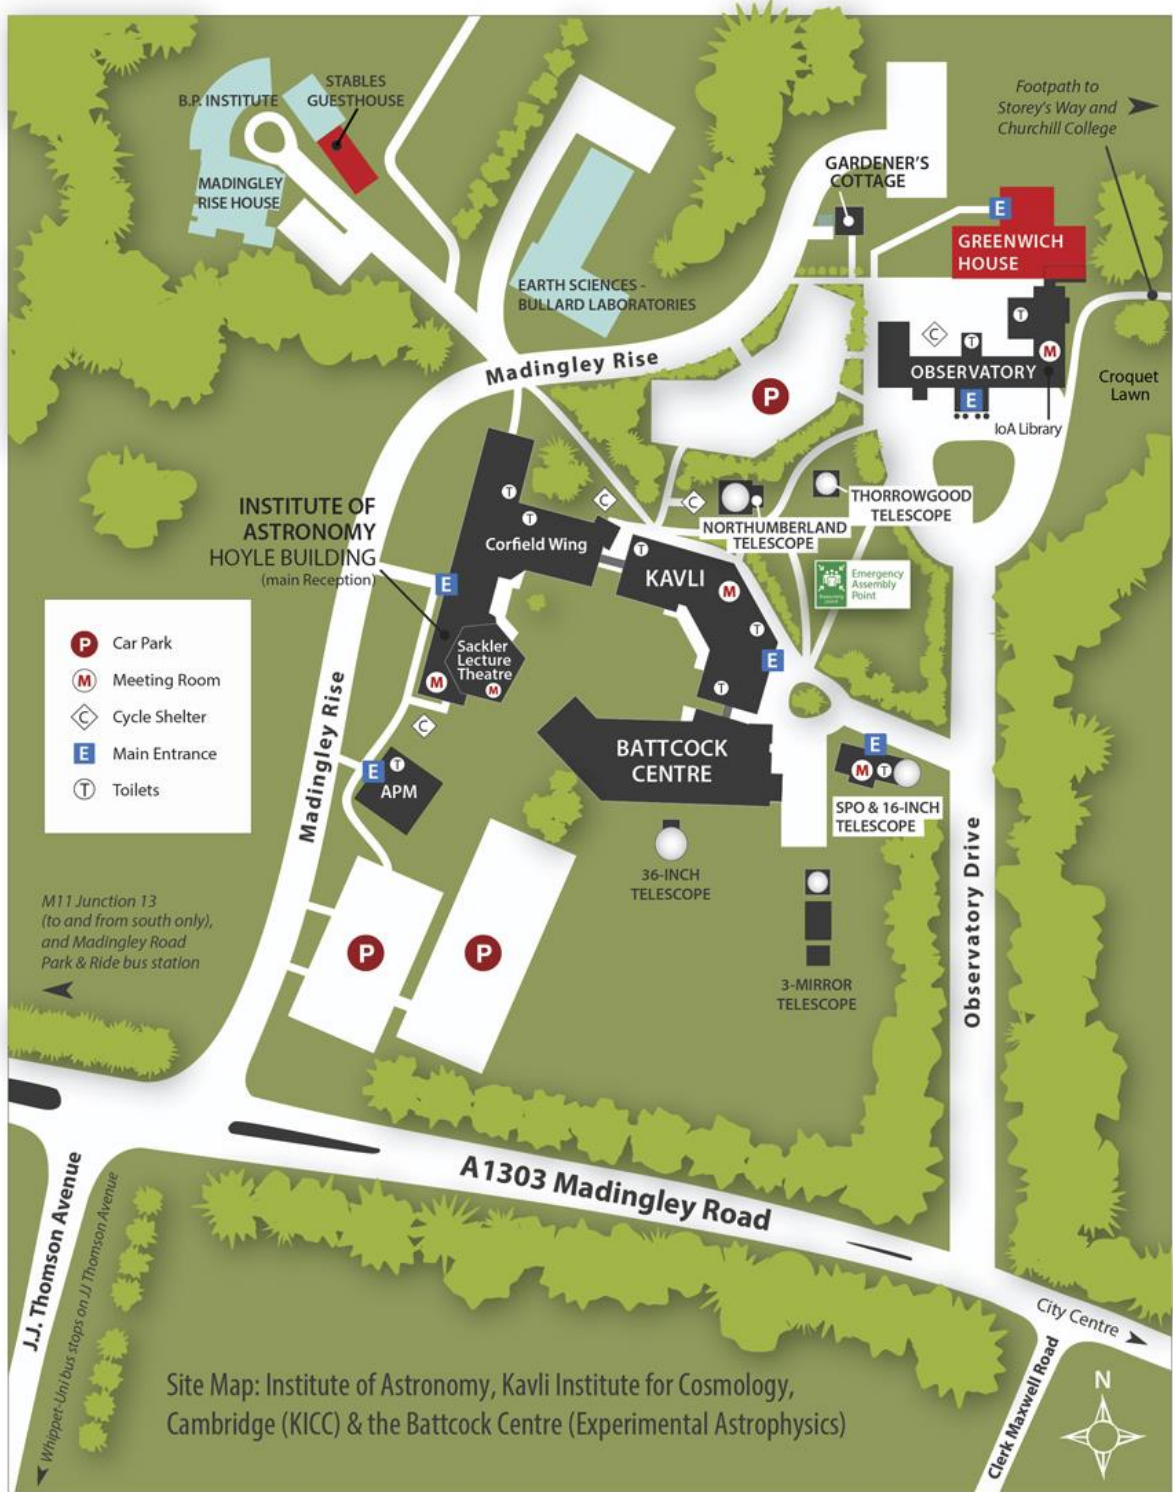 B.P. INSTITUTE
STABLES
GUESTHOUSE
MADINGLEY
RISE HOUSE
EARTH SCIENCES -
BULLARD LABORATORIES
Footpath to
Storey's Way and
Churchill College
GARDENER'S
COTTAGE
E
GREENWICH
HOUSE
Madingley Rise
P
C
T
T
M
OBSERVATORY
E
IoA Library
Croquet
Lawn
INSTITUTE OF
ASTRONOMY
HOYLE BUILDING
(main Reception)
T
T
Corfield Wing
C
C
NORTHUMBERLAND
TELESCOPE
THORROWGOOD
TELESCOPE
E
T
KAVLI
M
T
E
T
Emergency
Assembly
Point
Sackler
Lecture
Theatre
M
M
C
P Car Park
M Meeting Room
C Cycle Shelter
E Main Entrance
T Toilets
Madingley Rise
E
T
APM
BATTCOCK
CENTRE
E
M
T
SPO & 16-INCH
TELESCOPE
36-INCH
TELESCOPE
3-MIRROR
TELESCOPE
Observatory Drive
M11 Junction 13
(to and from south only),
and Madingley Road
Park & Ride bus station
P
P
A1303 Madingley Road
J.J. Thomson Avenue
Whippet-Uni bus stops on JJ Thomson Avenue
City Centre
Clerk Maxwell Road
N
Site Map: Institute of Astronomy, Kavli Institute for Cosmology,
Cambridge (KICC) & the Battcock Centre (Experimental Astrophysics)